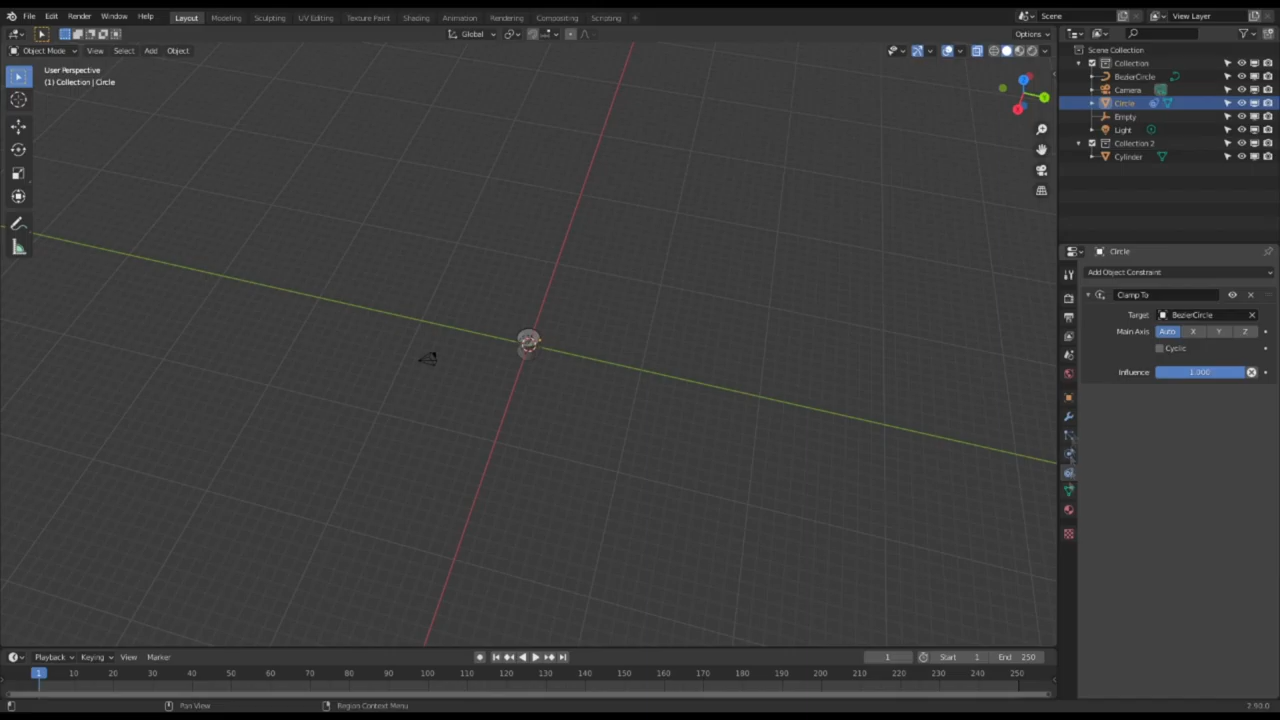 File Edit Render Window Help Layout Modeling Sculpting UV Editing Texture Paint Shading Animation Rendering Compositing Scripting + Scene View Layer
Global Options
Object Mode View Select Add Object
User Perspective
(1) Collection | Circle
Scene Collection
Collection
BezierCircle
Camera
Circle
Empty
Light
Collection 2
Cylinder
Circle
Add Object Constraint
Clamp To
Target BezierCircle
Main Axis Auto X Y Z
Cyclic
Influence 1.000
Playback Keying View Marker 1 Start 1 End 250
1 10 20 30 40 50 60 70 80 90 100 110 120 130 140 150 160 170 180 190 200 210 220 230 240 250
Pan View Region Context Menu 2.90.0